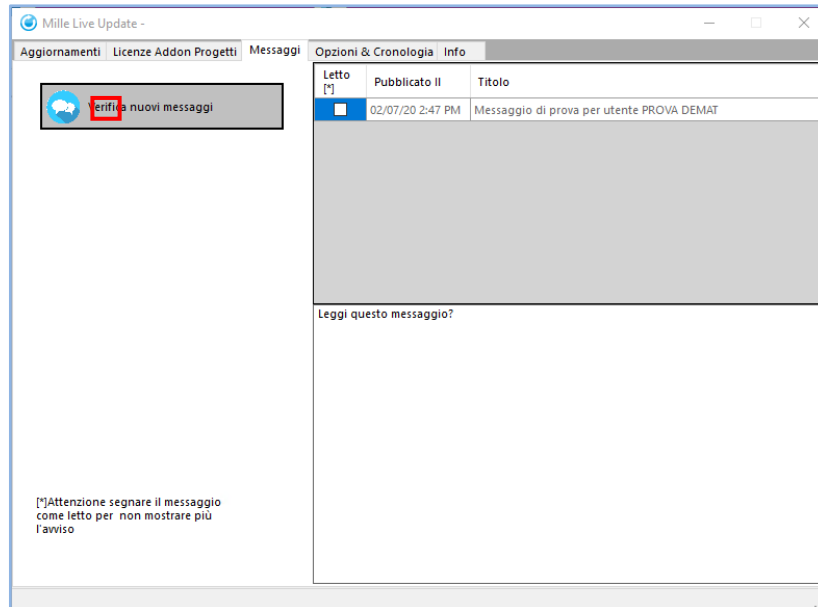 Mille Live Update -
Aggiornamenti Licenze Addon Progetti Messaggi Opzioni & Cronologia Info
Verifica nuovi messaggi
Letto
[*] Pubblicato Il Titolo
02/07/20 2:47 PM Messaggio di prova per utente PROVA DEMAT
Leggi questo messaggio?
[*]Attenzione segnare il messaggio
come letto per non mostrare più
l'avviso